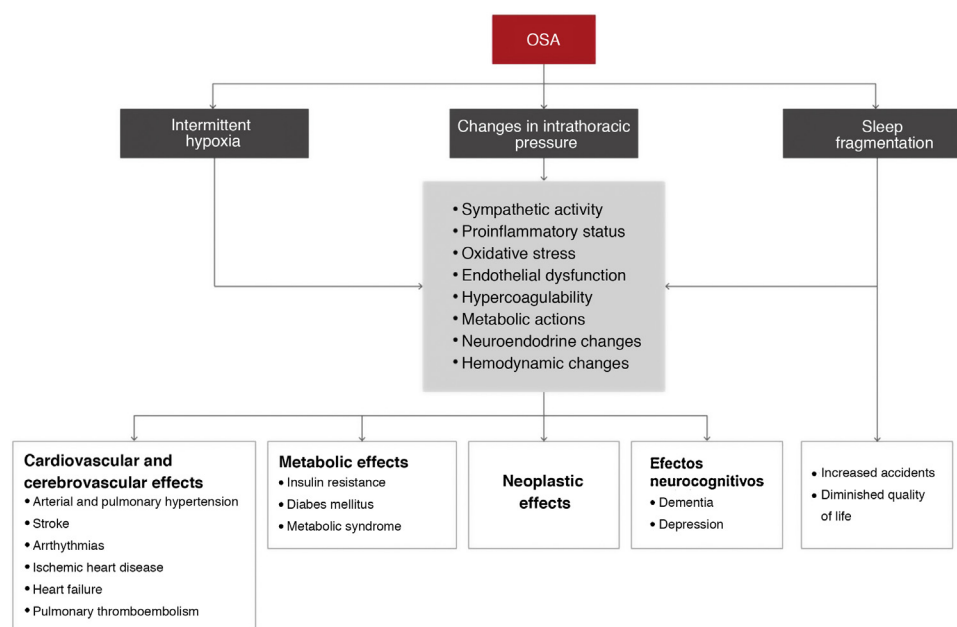 OSA
Intermittent
hypoxia
Changes in intrathoracic
pressure
Sleep
fragmentation
• Sympathetic activity
• Proinflammatory status
• Oxidative stress
• Endothelial dysfunction
• Hypercoagulability
• Metabolic actions
• Neuroendodrine changes
• Hemodynamic changes
Cardiovascular and
cerebrovascular effects
• Arterial and pulmonary hypertension
• Stroke
• Arrthythmias
• Ischemic heart disease
• Heart failure
• Pulmonary thromboembolism
Metabolic effects
• Insulin resistance
• Diabes mellitus
• Metabolic syndrome
Neoplastic
effects
Efectos
neurocognitivos
• Dementia
• Depression
• Increased accidents
• Diminished quality
of life